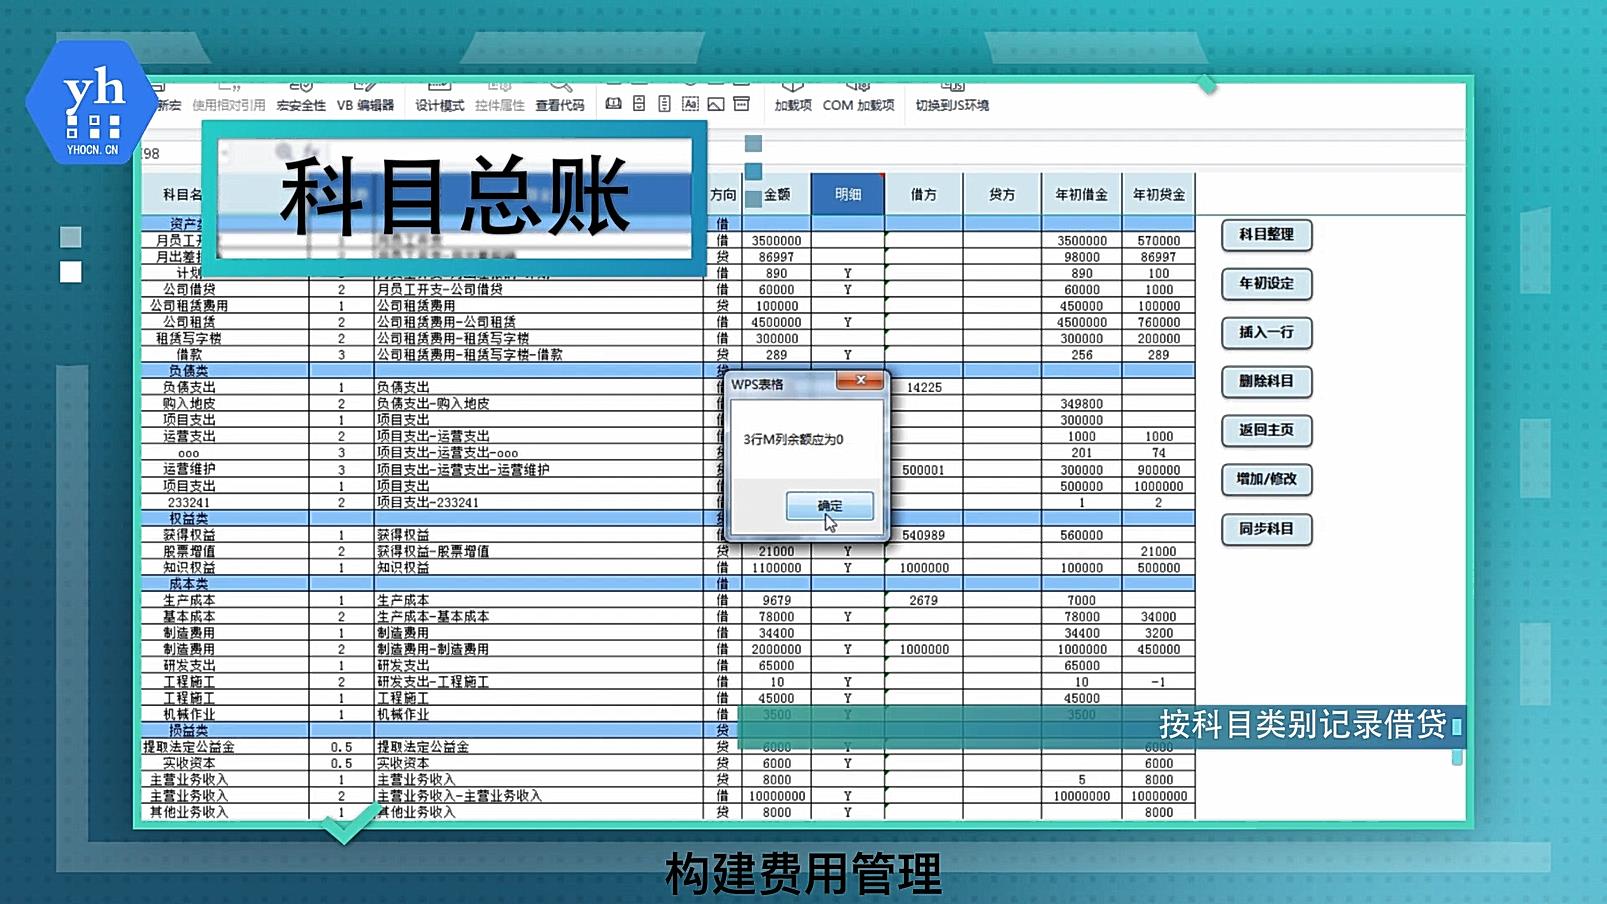 yh
YHOCN.CN
新宏 使用相对引用 宏安全性 VB 编辑器 设计模式 控件属性 查看代码 加载项 COM 加载项 切换到JS环境
科目总账
科目名 方向 金额 明细 借方 贷方 年初借金 年初贷金
借
月员工开 借 3500000 3500000 570000
月出差报 贷 86997 98000 86997
计划 借 890 Y 890 100
公司借贷 2 月员工开支-公司借贷 借 60000 Y 60000 1000
公司租赁费用 1 公司租赁费用 贷 100000 450000 100000
公司租赁 2 公司租赁费用-公司租赁 借 4500000 Y 4500000 760000
租赁写字楼 2 公司租赁费用-租赁写字楼 借 300000 300000 200000
借款 3 公司租赁费用-租赁写字楼-借款 贷 289 Y 256 289
负债类
负债支出 1 负债支出 14225
购入地皮 2 负债支出-购入地皮 349800
项目支出 1 项目支出 300000
运营支出 2 项目支出-运营支出 1000 1000
ooo 3 项目支出-运营支出-ooo 201 74
运营维护 3 项目支出-运营支出-运营维护 500001 300000 900000
项目支出 1 项目支出 500000 1000000
233241 2 项目支出-233241 1 2
权益类
获得权益 1 获得权益 540989 560000
股票增值 2 获得权益-股票增值 贷 21000 Y 21000
知识权益 1 知识权益 借 1100000 Y 1000000 100000 500000
成本类 借
生产成本 1 生产成本 借 9679 2679 7000
基本成本 2 生产成本-基本成本 借 78000 Y 78000 34000
制造费用 1 制造费用 借 34400 34400 3200
制造费用 2 制造费用-制造费用 借 2000000 Y 1000000 1000000 450000
研发支出 1 研发支出 借 65000 65000
工程施工 2 研发支出-工程施工 借 10 Y 10 -1
工程施工 1 工程施工 借 45000 Y 45000
机械作业 1 机械作业 借 3500 Y 3500
损益类 贷
提取法定公益金 0.5 提取法定公益金 贷 6000 Y 6000
实收资本 0.5 实收资本 贷 6000 Y 6000
主营业务收入 1 主营业务收入 贷 8000 5 8000
主营业务收入 2 主营业务收入-主营业务收入 借 10000000 Y 10000000 10000000
其他业务收入 1 其他业务收入 贷 8000 Y 8000
WPS表格
3行M列余额应为0
确定
科目整理
年初设定
插入一行
删除科目
返回主页
增加/修改
同步科目
按科目类别记录借贷
构建费用管理